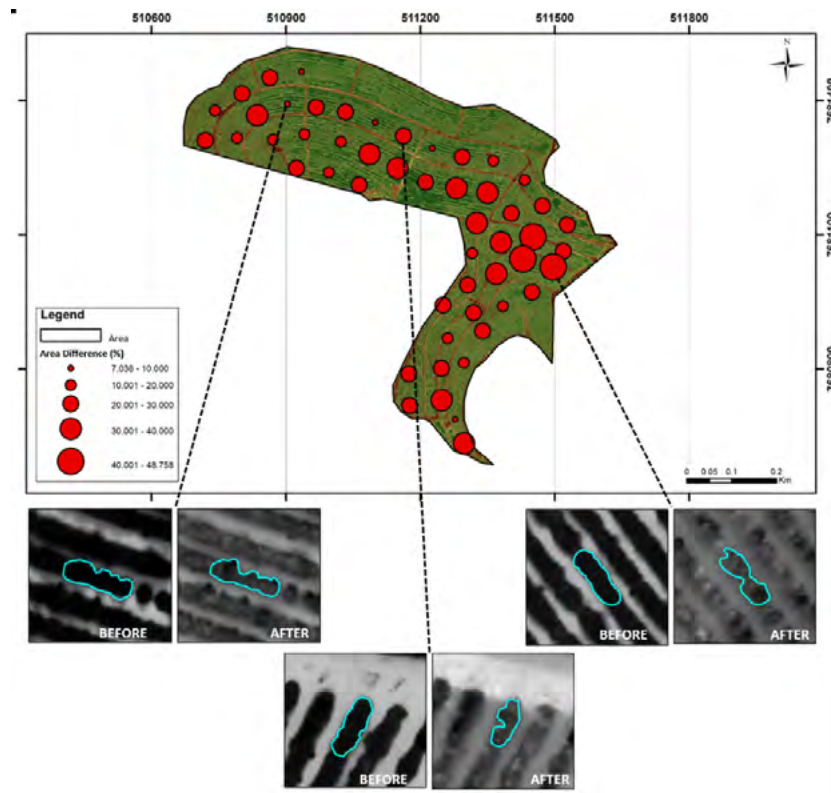 510600 510900 511200 511500 511800
N
7681100
Legend
Area
Area Difference (%)
7.038 - 10.000
10.001 - 20.000
20.001 - 30.000
30.001 - 40.000
40.001 - 48.758
0 0.05 0.1 0.2
Km
BEFORE AFTER
BEFORE AFTER
BEFORE AFTER